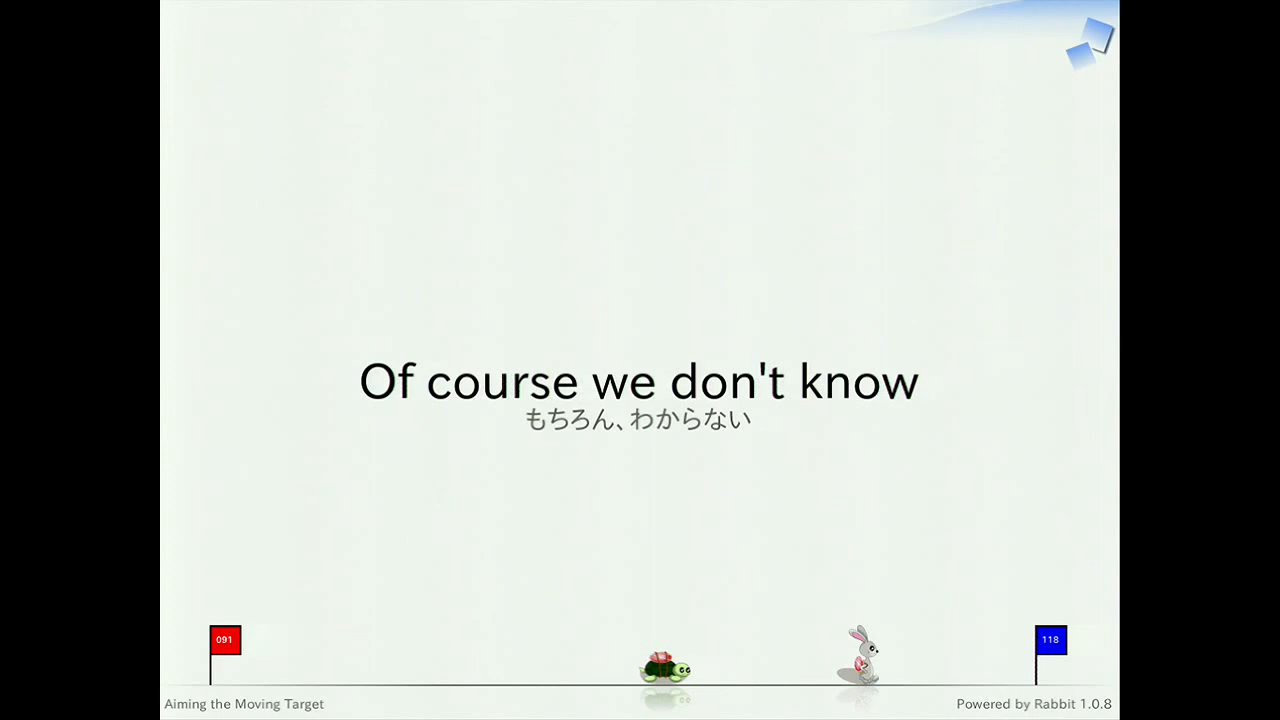 Of course we don't know
もちろん、わからない
091
118
Aiming the Moving Target
Powered by Rabbit 1.0.8